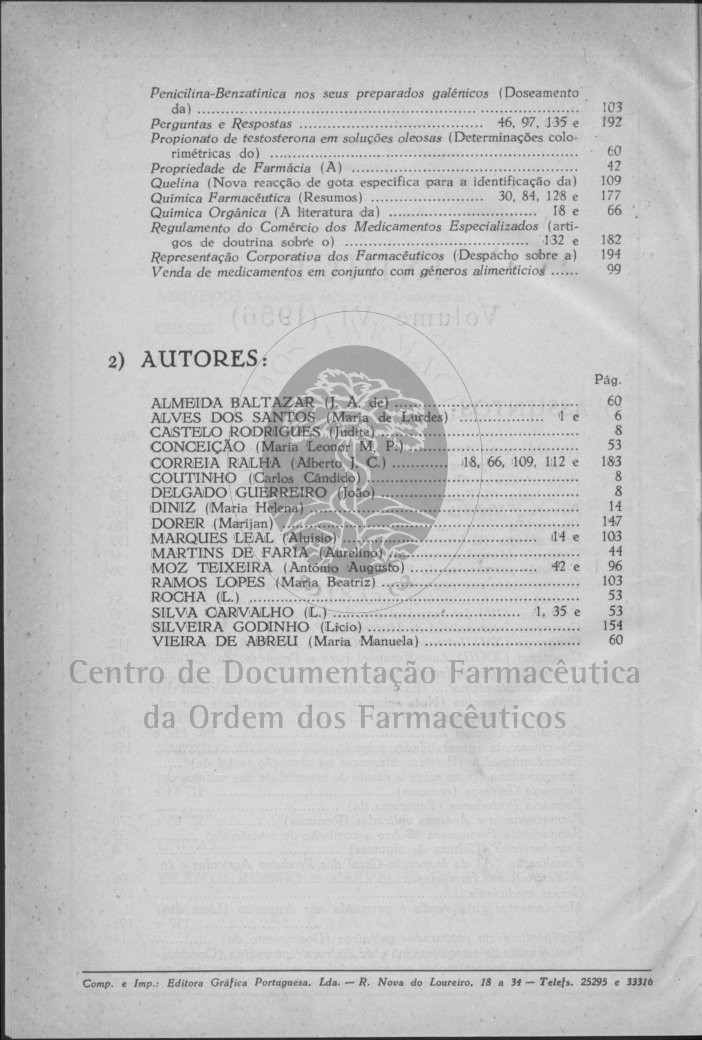 Penicilina-Benzatínica nos seus preparados galénicos (Doseamento
da) ........ 103
Perguntas e Respostas ........ 46, 97, 135 e 192
Propionato de testosterona em soluções oleosas (Determinações colo-
rimétricas do) ........ 60
Propriedade de Farmácia (A) ........ 42
Quelina (Nova reacção de gota específica para a identificação da) 109
Química Farmacêutica (Resumos) ........ 30, 84, 128 e 177
Química Orgânica (A literatura da) ........ 18 e 66
Regulamento do Comércio dos Medicamentos Especializados (arti-
gos de doutrina sobre o) ........ 132 e 182
Representação Corporativa dos Farmacêuticos (Despacho sobre a) 194
Venda de medicamentos em conjunto com géneros alimentícios ...... 99
Volume VI (1956)
2) AUTORES:
Pág.
ALMEIDA BALTAZAR (J. A. de) ........ 60
ALVES DOS SANTOS (Maria de Lurdes) ........ 1 e 6
CASTELO RODRIGUES (Judite) ........ 8
CONCEIÇÃO (Maria Leonor M. P.) ........ 53
CORREIA RALHA (Alberto J. C.) ........ 18, 66, 109, 112 e 183
COUTINHO (Carlos Cândido) ........ 8
DELGADO GUERREIRO (João) ........ 8
DINIZ (Maria Helena) ........ 14
DORER (Marijan) ........ 147
MARQUES LEAL (Aluísio) ........ 14 e 103
MARTINS DE FARIA (Aurelino) ........ 44
MOZ TEIXEIRA (António Augusto) ........ 42 e 96
RAMOS LOPES (Maria Beatriz) ........ 103
ROCHA (L.) ........ 53
SILVA CARVALHO (L.) ........ 1, 35 e 53
SILVEIRA GODINHO (Lício) ........ 154
VIEIRA DE ABREU (Maria Manuela) ........ 60
Centro de Documentação Farmacêutica
da Ordem dos Farmacêuticos
Comp. e Imp.: Editora Gráfica Portuguesa, Lda. — R. Nova do Loureiro, 18 a 34 — Telefs. 25295 e 33316